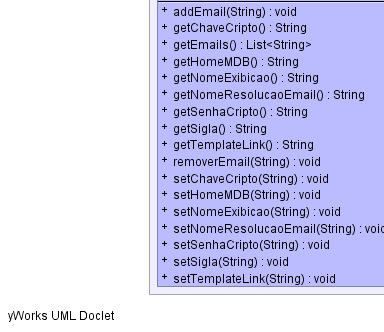 + addEmail(String) : void
+ getChaveCripto() : String
+ getEmails() : List<String>
+ getHomeMDB() : String
+ getNomeExibicao() : String
+ getNomeResolucaoEmail() : String
+ getSenhaCripto() : String
+ getSigla() : String
+ getTemplateLink() : String
+ removerEmail(String) : void
+ setChaveCripto(String) : void
+ setHomeMDB(String) : void
+ setNomeExibicao(String) : void
+ setNomeResolucaoEmail(String) : void
+ setSenhaCripto(String) : void
+ setSigla(String) : void
+ setTemplateLink(String) : void
yWorks UML Doclet